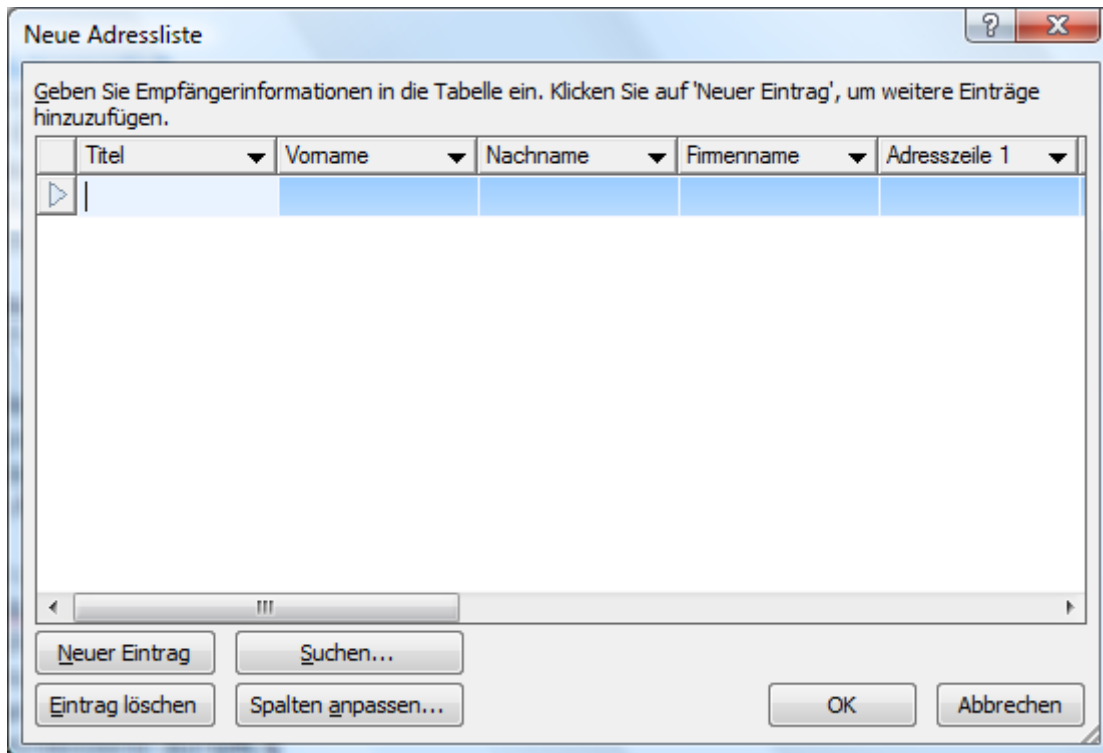 Neue Adressliste
Geben Sie Empfängerinformationen in die Tabelle ein. Klicken Sie auf 'Neuer Eintrag', um weitere Einträge
hinzuzufügen.
Titel Vorname Nachname Firmenname Adresszeile 1
Neuer Eintrag Suchen...
Eintrag löschen Spalten anpassen... OK Abbrechen